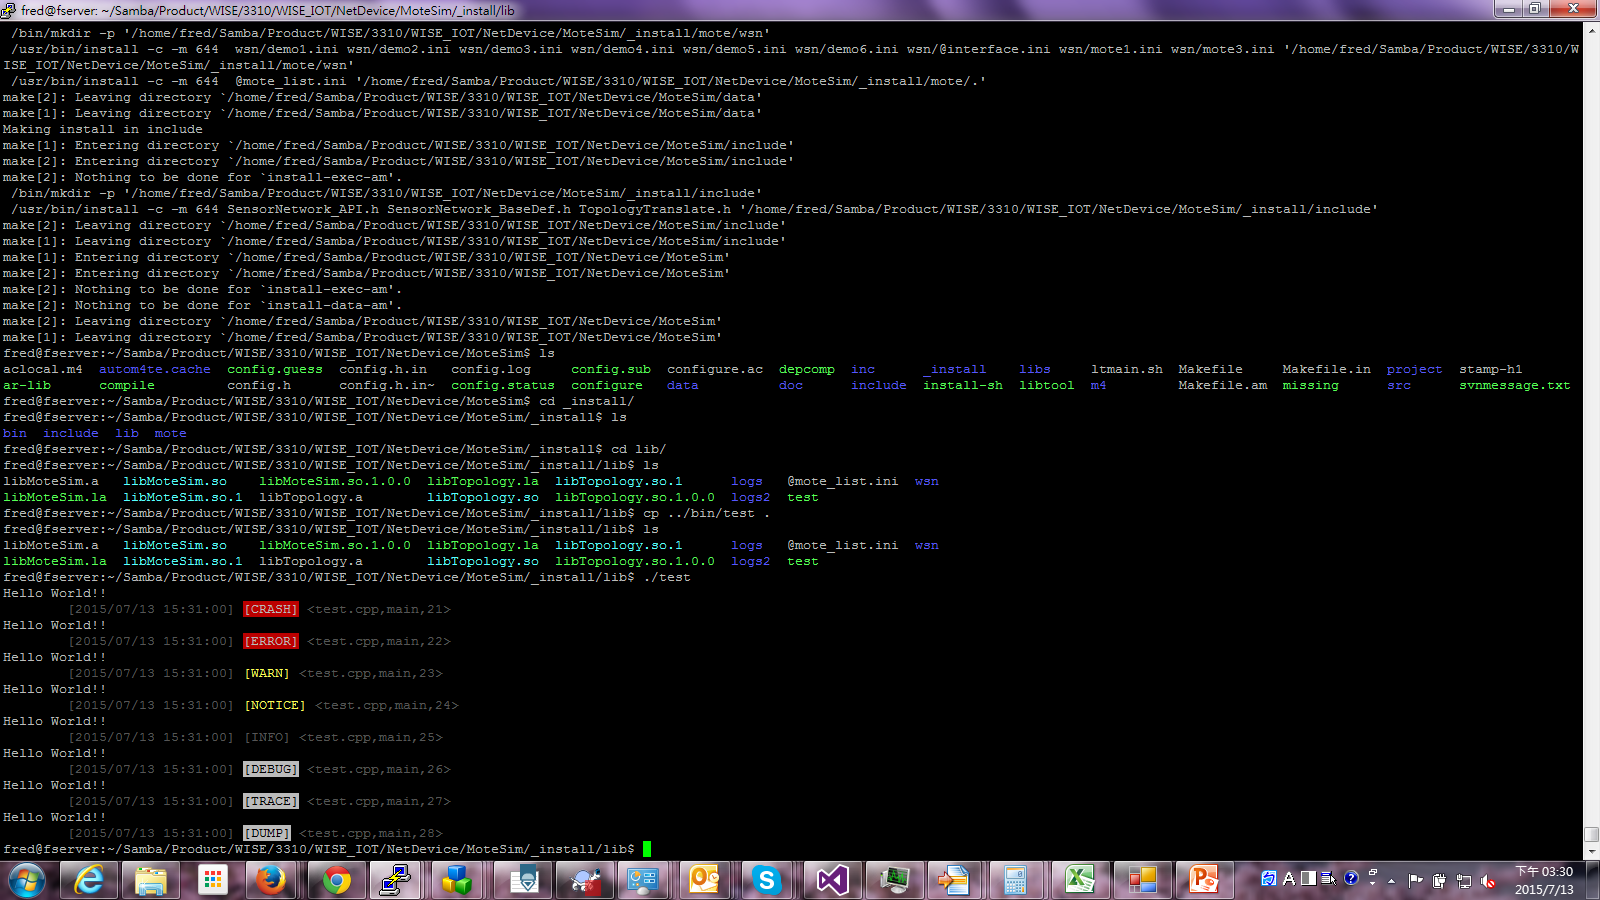 fred@fserver: ~/Samba/Product/WISE/3310/WISE_IOT/NetDevice/MoteSim/_install/lib
/bin/mkdir -p '/home/fred/Samba/Product/WISE/3310/WISE_IOT/NetDevice/MoteSim/_install/mote/wsn'
/usr/bin/install -c -m 644  wsn/demo1.ini wsn/demo2.ini wsn/demo3.ini wsn/demo4.ini wsn/demo5.ini wsn/demo6.ini wsn/@interface.ini wsn/mote1.ini wsn/mote3.ini '/home/fred/Samba/Product/WISE/3310/W
ISE_IOT/NetDevice/MoteSim/_install/mote/wsn'
/usr/bin/install -c -m 644  @mote_list.ini '/home/fred/Samba/Product/WISE/3310/WISE_IOT/NetDevice/MoteSim/_install/mote/.'
make[2]: Leaving directory `/home/fred/Samba/Product/WISE/3310/WISE_IOT/NetDevice/MoteSim/data'
make[1]: Leaving directory `/home/fred/Samba/Product/WISE/3310/WISE_IOT/NetDevice/MoteSim/data'
Making install in include
make[1]: Entering directory `/home/fred/Samba/Product/WISE/3310/WISE_IOT/NetDevice/MoteSim/include'
make[2]: Entering directory `/home/fred/Samba/Product/WISE/3310/WISE_IOT/NetDevice/MoteSim/include'
make[2]: Nothing to be done for `install-exec-am'.
/bin/mkdir -p '/home/fred/Samba/Product/WISE/3310/WISE_IOT/NetDevice/MoteSim/_install/include'
/usr/bin/install -c -m 644 SensorNetwork_API.h SensorNetwork_BaseDef.h TopologyTranslate.h '/home/fred/Samba/Product/WISE/3310/WISE_IOT/NetDevice/MoteSim/_install/include'
make[2]: Leaving directory `/home/fred/Samba/Product/WISE/3310/WISE_IOT/NetDevice/MoteSim/include'
make[1]: Leaving directory `/home/fred/Samba/Product/WISE/3310/WISE_IOT/NetDevice/MoteSim/include'
make[1]: Entering directory `/home/fred/Samba/Product/WISE/3310/WISE_IOT/NetDevice/MoteSim'
make[2]: Entering directory `/home/fred/Samba/Product/WISE/3310/WISE_IOT/NetDevice/MoteSim'
make[2]: Nothing to be done for `install-exec-am'.
make[2]: Nothing to be done for `install-data-am'.
make[2]: Leaving directory `/home/fred/Samba/Product/WISE/3310/WISE_IOT/NetDevice/MoteSim'
make[1]: Leaving directory `/home/fred/Samba/Product/WISE/3310/WISE_IOT/NetDevice/MoteSim'
fred@fserver:~/Samba/Product/WISE/3310/WISE_IOT/NetDevice/MoteSim$ ls
aclocal.m4  autom4te.cache  config.guess  config.h.in   config.log     config.sub  configure.ac  depcomp  inc      _install    libs     ltmain.sh  Makefile     Makefile.in  project  stamp-h1
ar-lib      compile         config.h      config.h.in~  config.status  configure   data          doc      include  install-sh  libtool  m4         Makefile.am  missing      src      svnmessage.txt
fred@fserver:~/Samba/Product/WISE/3310/WISE_IOT/NetDevice/MoteSim$ cd _install/
fred@fserver:~/Samba/Product/WISE/3310/WISE_IOT/NetDevice/MoteSim/_install$ ls
bin  include  lib  mote
fred@fserver:~/Samba/Product/WISE/3310/WISE_IOT/NetDevice/MoteSim/_install$ cd lib/
fred@fserver:~/Samba/Product/WISE/3310/WISE_IOT/NetDevice/MoteSim/_install/lib$ ls
libMoteSim.a   libMoteSim.so    libMoteSim.so.1.0.0  libTopology.la  libTopology.so.1      logs   @mote_list.ini  wsn
libMoteSim.la  libMoteSim.so.1  libTopology.a        libTopology.so  libTopology.so.1.0.0  logs2  test
fred@fserver:~/Samba/Product/WISE/3310/WISE_IOT/NetDevice/MoteSim/_install/lib$ cp ../bin/test .
fred@fserver:~/Samba/Product/WISE/3310/WISE_IOT/NetDevice/MoteSim/_install/lib$ ls
libMoteSim.a   libMoteSim.so    libMoteSim.so.1.0.0  libTopology.la  libTopology.so.1      logs   @mote_list.ini  wsn
libMoteSim.la  libMoteSim.so.1  libTopology.a        libTopology.so  libTopology.so.1.0.0  logs2  test
fred@fserver:~/Samba/Product/WISE/3310/WISE_IOT/NetDevice/MoteSim/_install/lib$ ./test
Hello World!!
[2015/07/13 15:31:00] [CRASH] <test.cpp,main,21>
Hello World!!
[2015/07/13 15:31:00] [ERROR] <test.cpp,main,22>
Hello World!!
[2015/07/13 15:31:00] [WARN] <test.cpp,main,23>
Hello World!!
[2015/07/13 15:31:00] [NOTICE] <test.cpp,main,24>
Hello World!!
[2015/07/13 15:31:00] [INFO] <test.cpp,main,25>
Hello World!!
[2015/07/13 15:31:00] [DEBUG] <test.cpp,main,26>
Hello World!!
[2015/07/13 15:31:00] [TRACE] <test.cpp,main,27>
Hello World!!
[2015/07/13 15:31:00] [DUMP] <test.cpp,main,28>
fred@fserver:~/Samba/Product/WISE/3310/WISE_IOT/NetDevice/MoteSim/_install/lib$
A
下午 03:30
2015/7/13